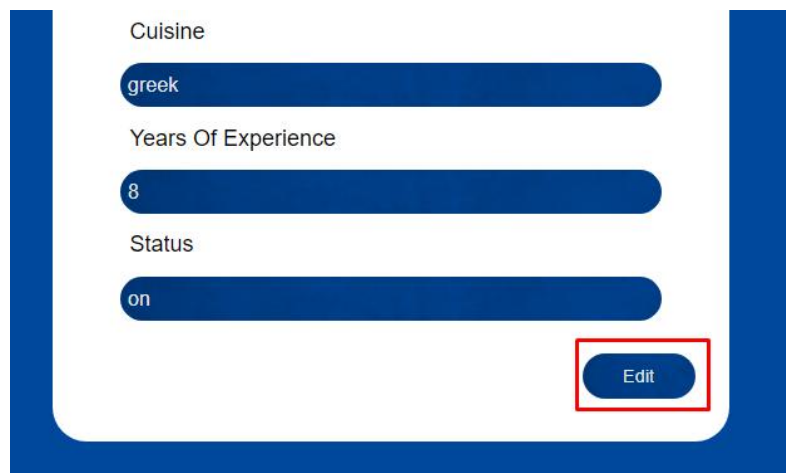 Cuisine
greek
Years Of Experience
8
Status
on
Edit